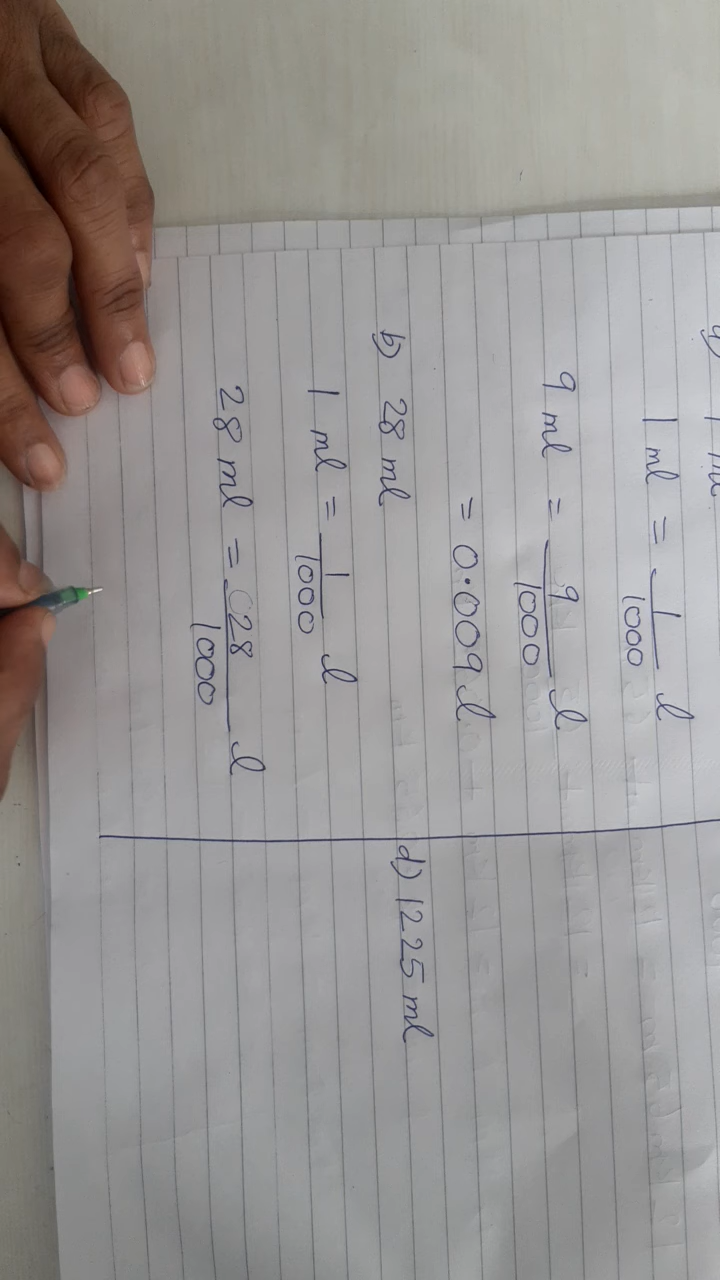 1 ml = 1/1000 l
9 ml = 9/1000 l
= 0.009 l
b) 28 ml
1 ml = 1/1000 l
28 ml = 28/1000 l
d) 1225 ml